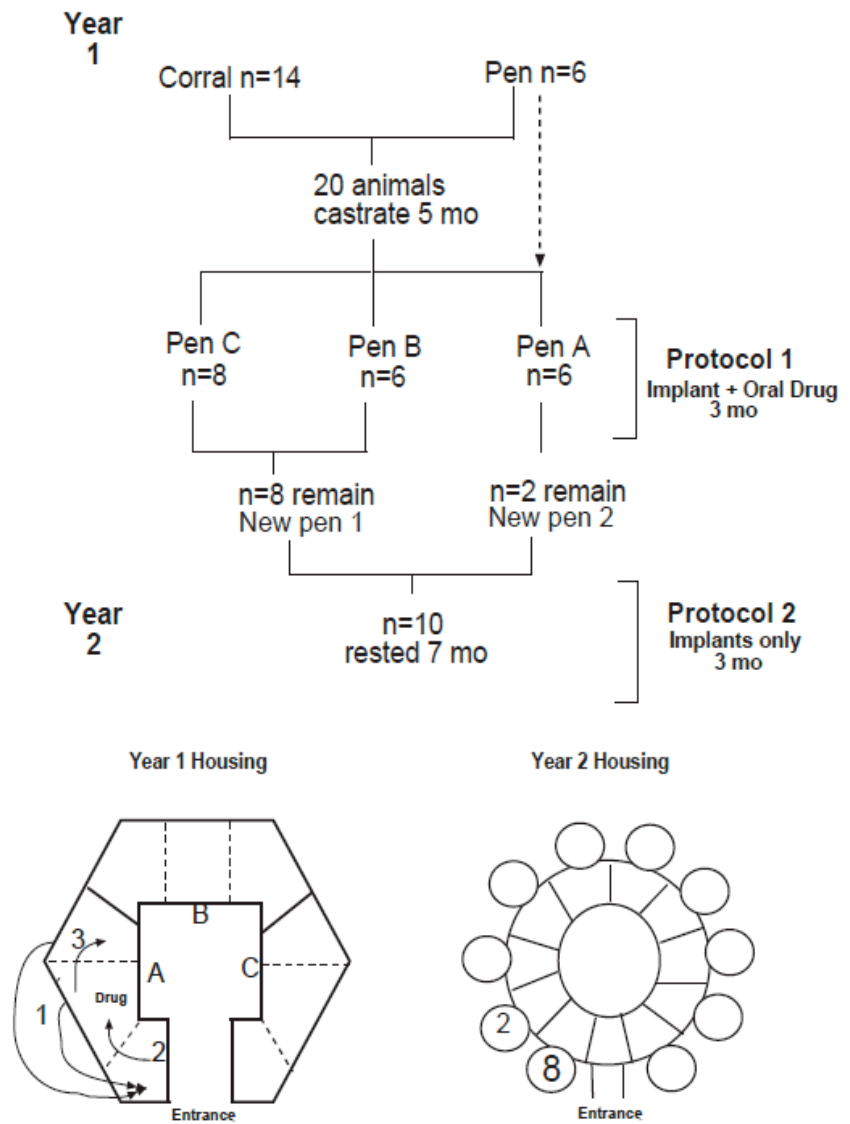 Year
1
Corral n=14
Pen n=6
20 animals
castrate 5 mo
Pen C
n=8
Pen B
n=6
Pen A
n=6
Protocol 1
Implant + Oral Drug
3 mo
n=8 remain
New pen 1
n=2 remain
New pen 2
Year
2
n=10
rested 7 mo
Protocol 2
Implants only
3 mo
Year 1 Housing
Year 2 Housing
B
3
A
C
Drug
1
2
Entrance
2
8
Entrance